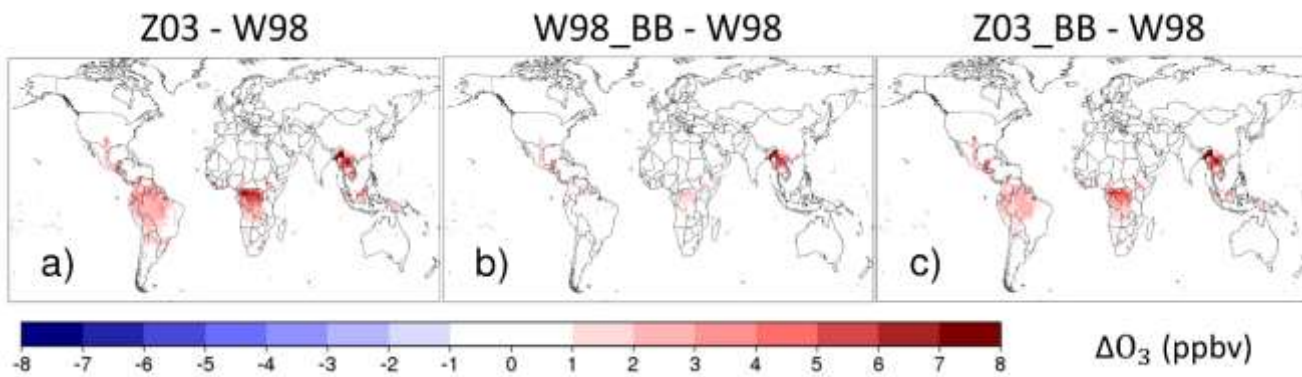 Z03 - W98
W98_BB - W98
Z03_BB - W98
a)
b)
c)
-8 -7 -6 -5 -4 -3 -2 -1 0 1 2 3 4 5 6 7 8
ΔO₃ (ppbv)